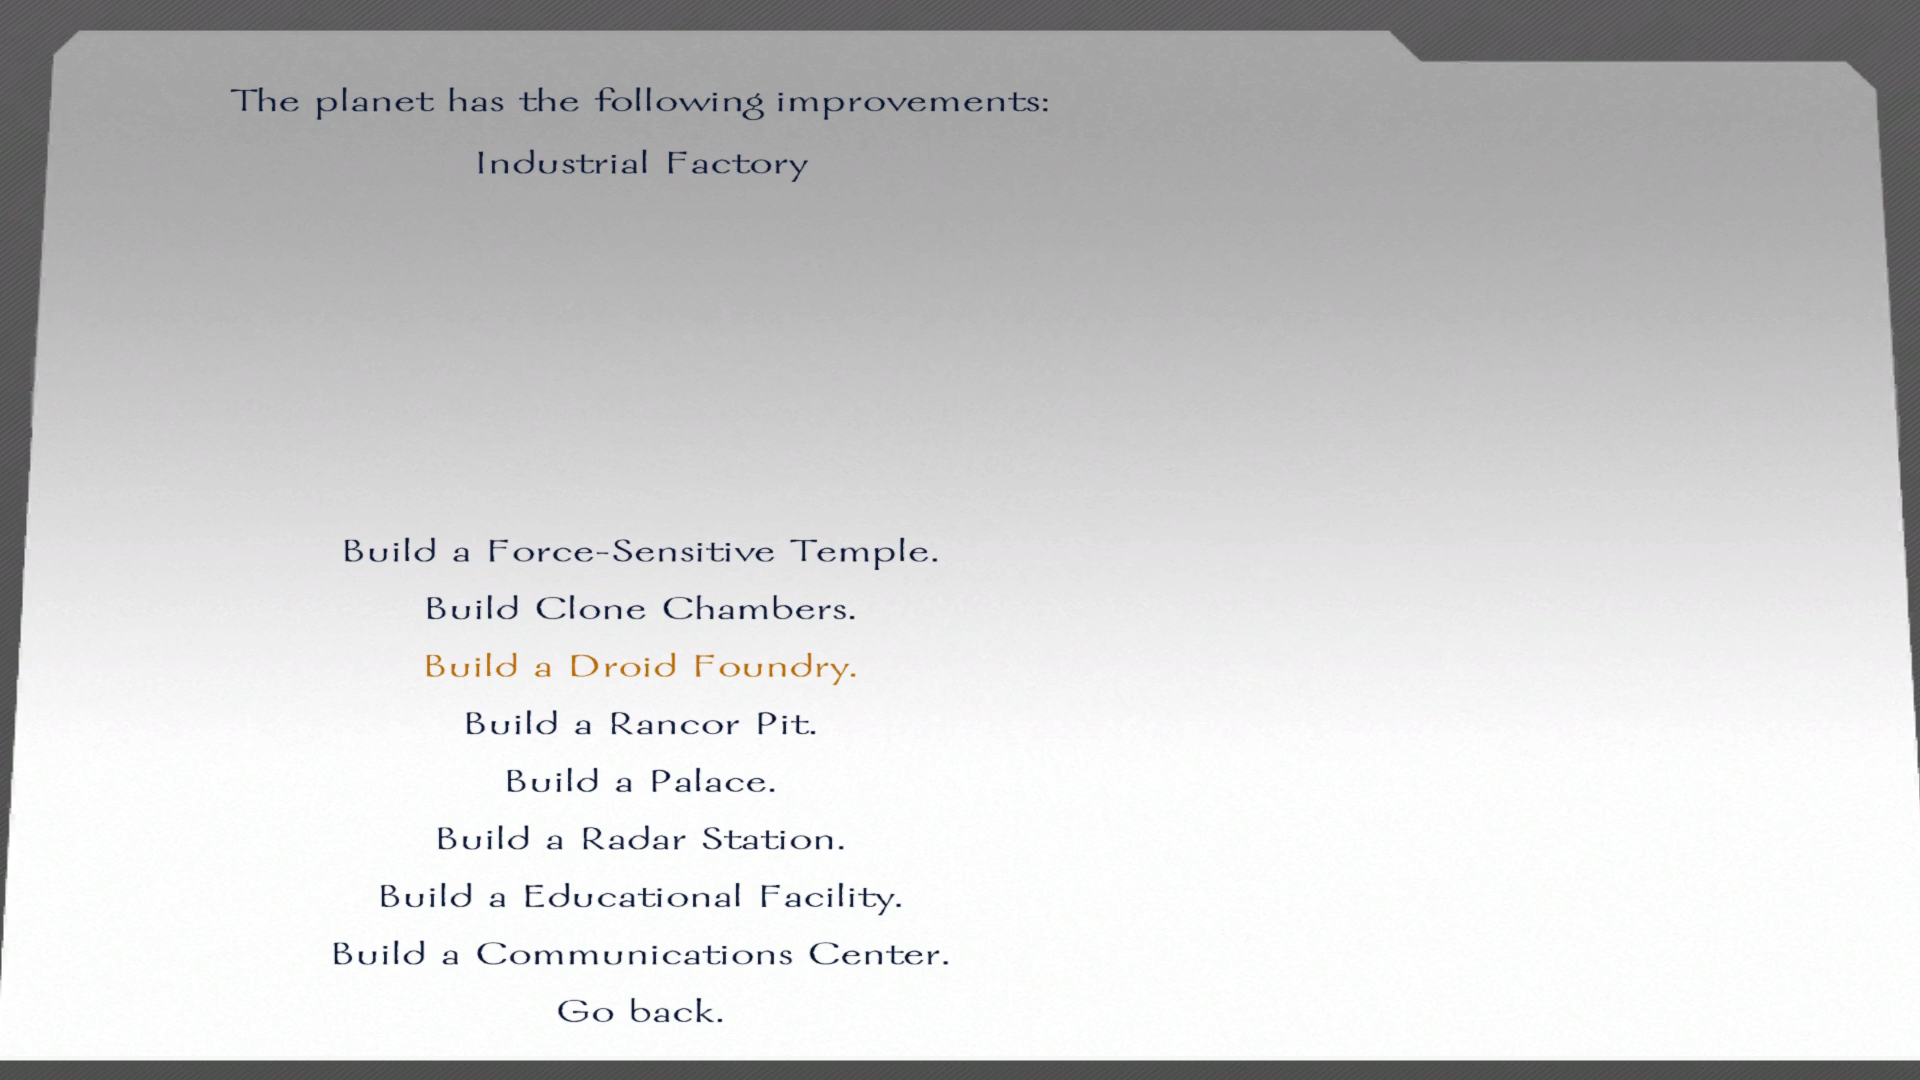 The planet has the following improvements:
Industrial Factory
Build a Force-Sensitive Temple.
Build Clone Chambers.
Build a Droid Foundry.
Build a Rancor Pit.
Build a Palace.
Build a Radar Station.
Build a Educational Facility.
Build a Communications Center.
Go back.